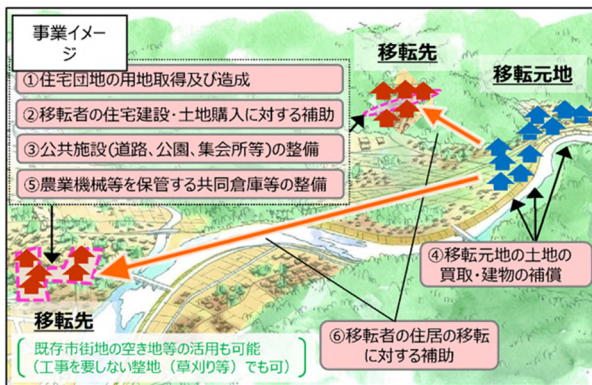 事業イメー
ジ
①住宅団地の用地取得及び造成
②移転者の住宅建設・土地購入に対する補助
③公共施設(道路、公園、集会所等)の整備
⑤農業機械等を保管する共同倉庫等の整備
移転先
移転元地
④移転元地の土地の
買取・建物の補償
⑥移転者の住居の移転
に対する補助
移転先
既存市街地の空き地等の活用も可能
(工事を要しない整地(草刈り等)でも可)